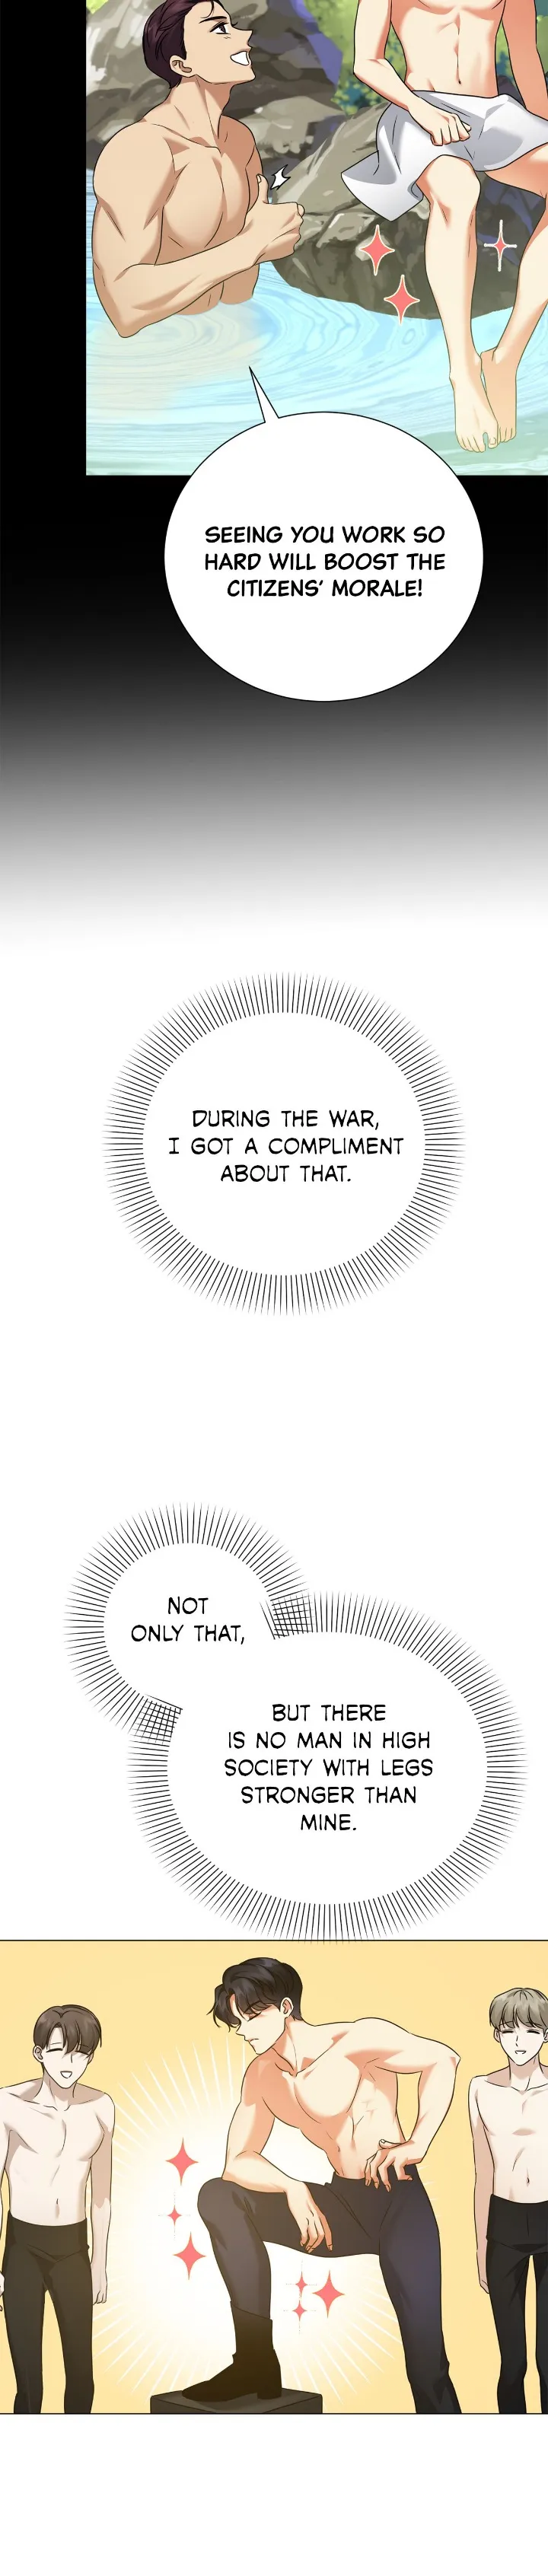 SEEING YOU WORK SO
HARD WILL BOOST THE
CITIZENS' MORALE!
DURING THE WAR,
I GOT A COMPLIMENT
ABOUT THAT.
NOT
ONLY THAT,
BUT THERE
IS NO MAN IN HIGH
SOCIETY WITH LEGS
STRONGER THAN
MINE.